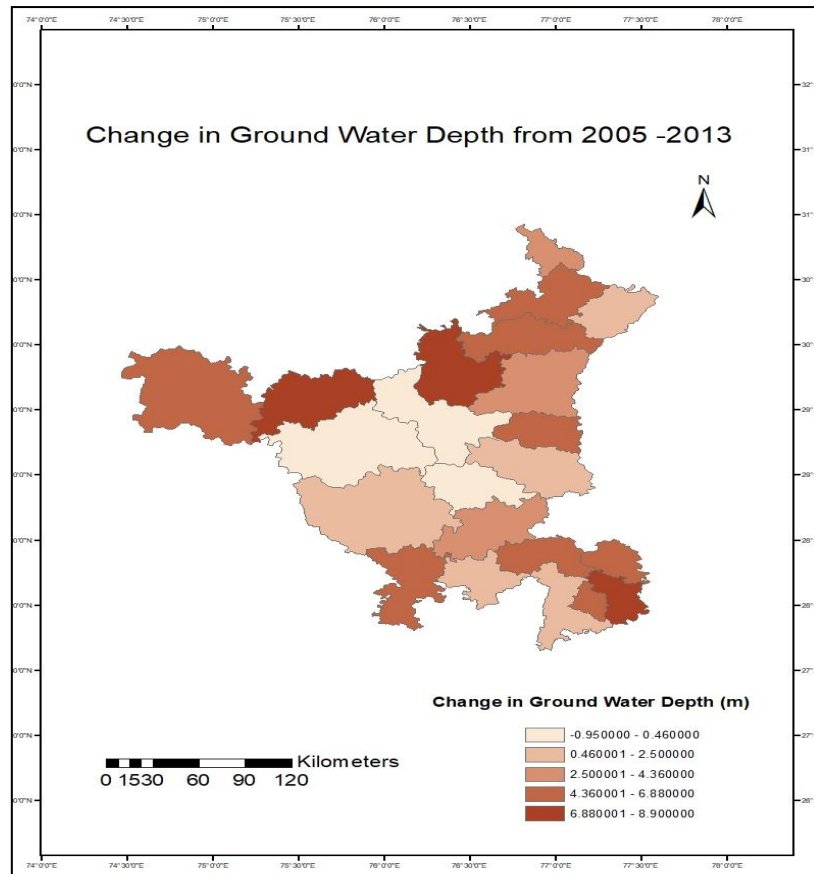 74°0'0"E 74°30'0"E 75°0'0"E 75°30'0"E 76°0'0"E 76°30'0"E 77°0'0"E 77°30'0"E 78°0'0"E
Change in Ground Water Depth from 2005 -2013
N
Change in Ground Water Depth (m)
-0.950000 - 0.460000
0.460001 - 2.500000
2.500001 - 4.360000
4.360001 - 6.880000
6.880001 - 8.900000
Kilometers
0 15 30 60 90 120
74°0'0"E 74°30'0"E 75°0'0"E 75°30'0"E 76°0'0"E 76°30'0"E 77°0'0"E 77°30'0"E 78°0'0"E